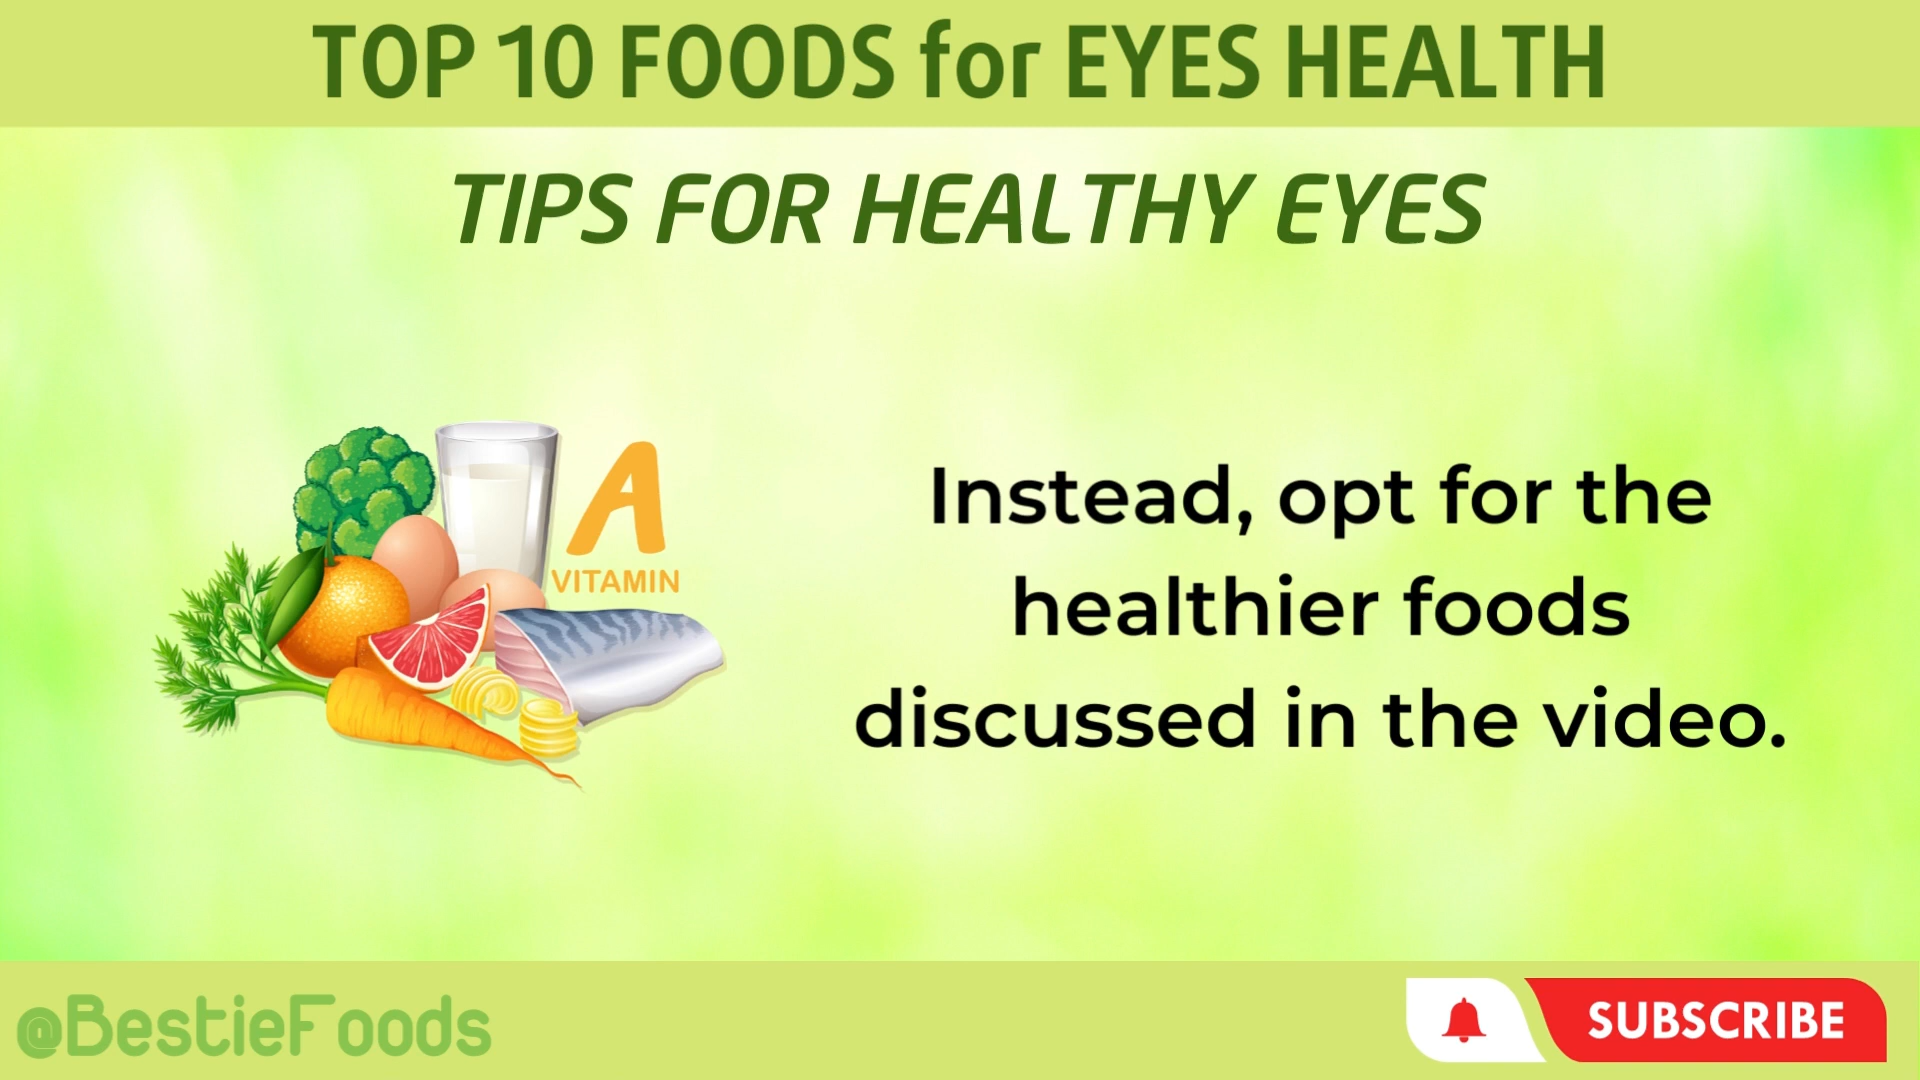 TOP 10 FOODS for EYES HEALTH
TIPS FOR HEALTHY EYES
A
VITAMIN
Instead, opt for the
healthier foods
discussed in the video.
@BestieFoods
SUBSCRIBE